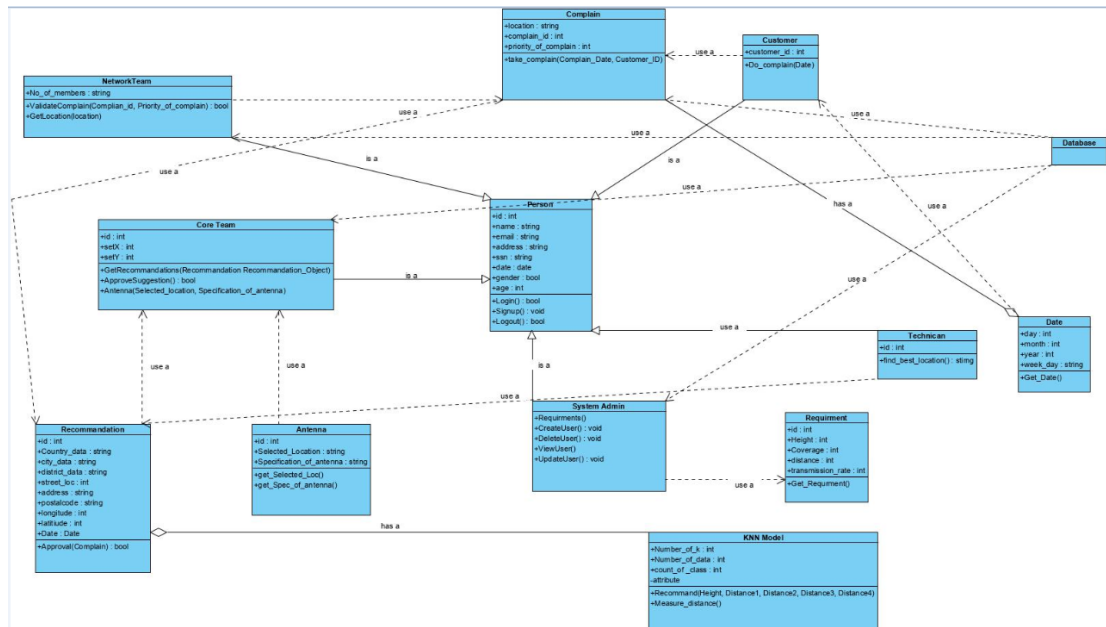 Complain
+location : string
+complain_id : int
+priority_of_complain : int
+take_complain(Complain_Date, Customer_ID)
Customer
+customer_id : int
+Do_complain(Date)
use a
NetworkTeam
+No_of_members : string
+ValidateComplain(Complian_id, Priority_of_complain) : bool
+GetLocation(location)
use a
use a
use a
Database
is a
is a
use a
use a
has a
use a
use a
Person
+id : int
+name : string
+email : string
+address : string
+ssn : string
+date : date
+gender : bool
+age : int
+Login() : bool
+Signup() : void
+Logout() : bool
Core Team
+id : int
+setX : int
+setY : int
+GetRecommandations(Recommandation Recommandation_Object)
+ApproveSuggestion() : bool
+Antenna(Selected_location, Specification_of_antenna)
is a
use a
Technican
+id : int
+find_best_location() : stirng
Date
+day : int
+month : int
+year : int
+week_day : string
+Get_Date()
use a
use a
is a
use a
Recommandation
+id : int
+Country_data : string
+city_data : string
+district_data : string
+street_loc : int
+address : string
+postalcode : string
+longitude : int
+latitiude : int
+Date : Date
+Approval(Complain) : bool
Antenna
+id : int
+Selected_Location : string
+Specification_of_antenna : string
+get_Selected_Loc()
+get_Spec_of_antenna()
System Admin
+Requirments()
+CreateUser() : void
+DeleteUser() : void
+ViewUser()
+UpdateUser() : void
Requirment
+id : int
+Height : int
+Coverage : int
+distance : int
+transmission_rate : int
+Get_Requirment()
use a
has a
KNN Model
+Number_of_k : int
+Number_of_data : int
+count_of _class : int
-attribute
+Recommand(Height, Distance1, Distance2, Distance3, Distance4)
+Measure_distance()